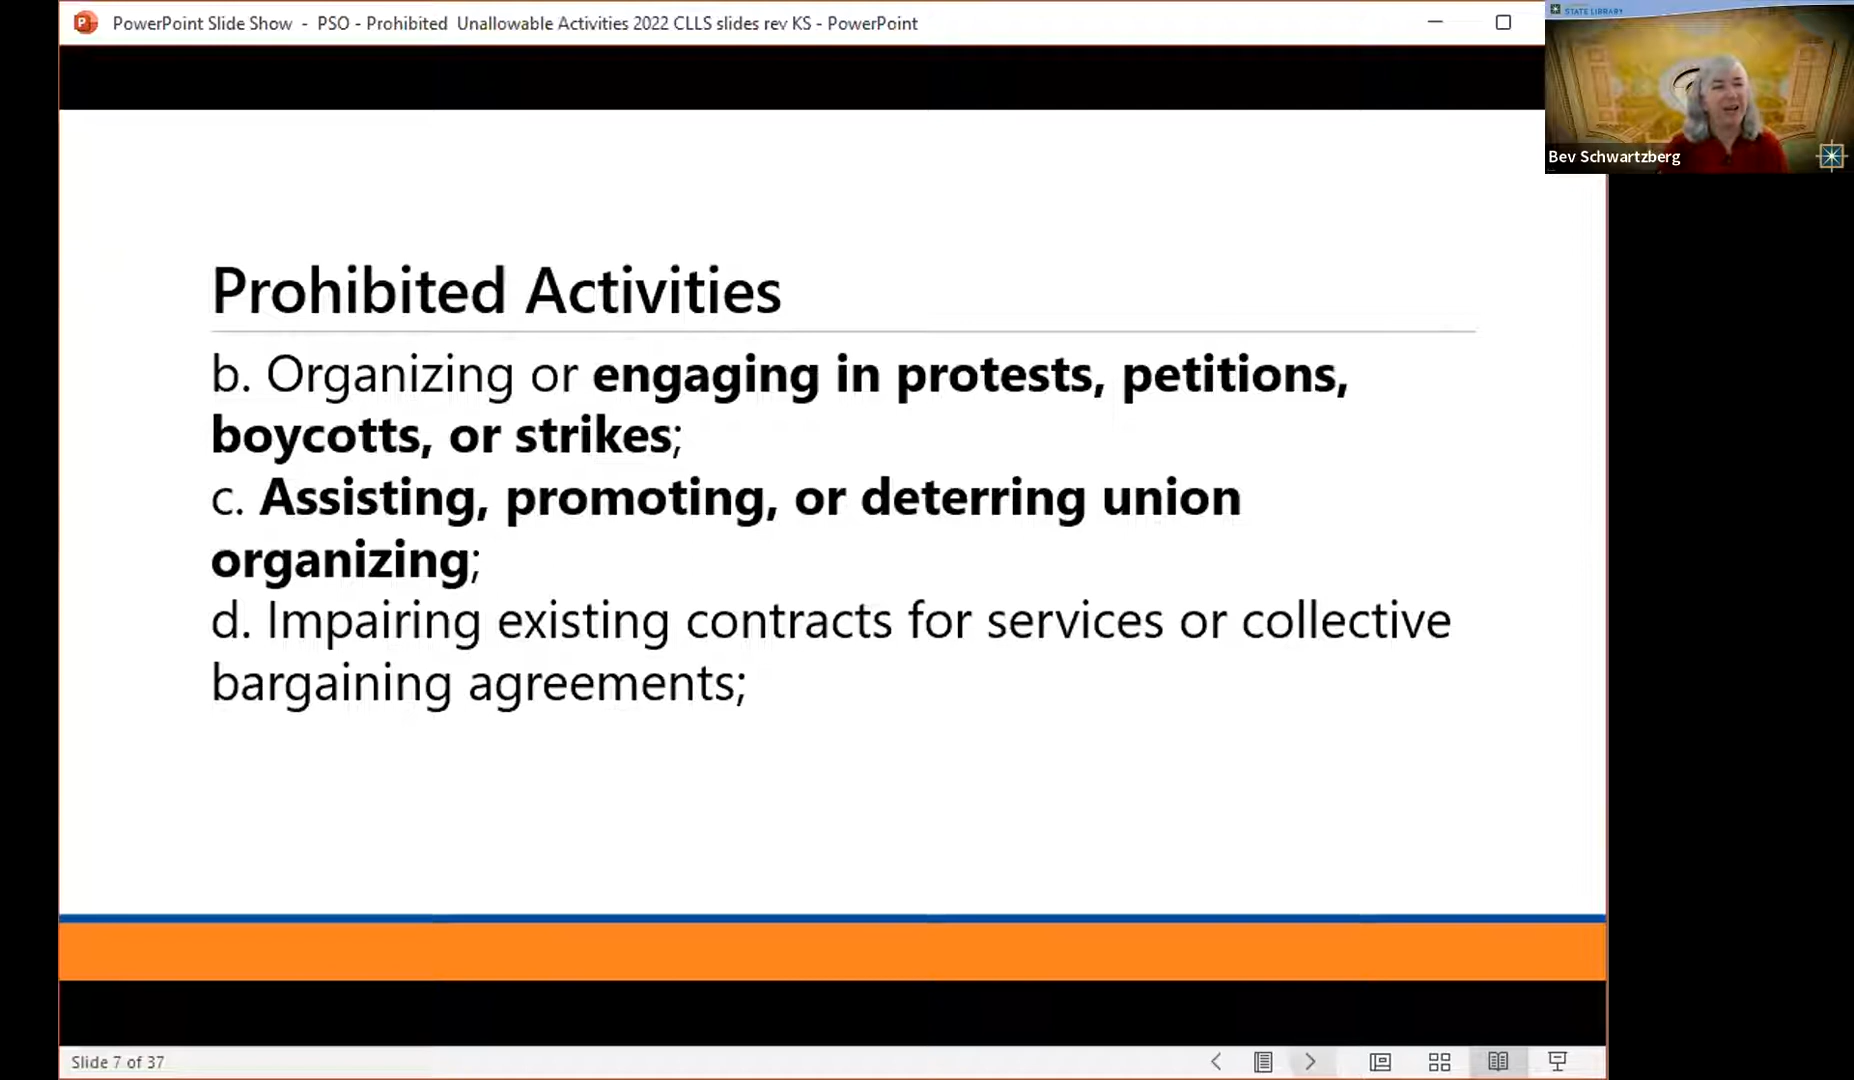 PowerPoint Slide Show - PSO - Prohibited Unallowable Activities 2022 CLLS slides rev KS - PowerPoint
STATE LIBRARY
Bev Schwartzberg
Prohibited Activities
b. Organizing or engaging in protests, petitions,
boycotts, or strikes;
c. Assisting, promoting, or deterring union
organizing;
d. Impairing existing contracts for services or collective
bargaining agreements;
Slide 7 of 37